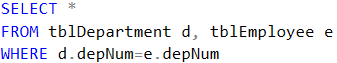 SELECT *
FROM tblDepartment d, tblEmployee e
WHERE d.depNum=e.depNum